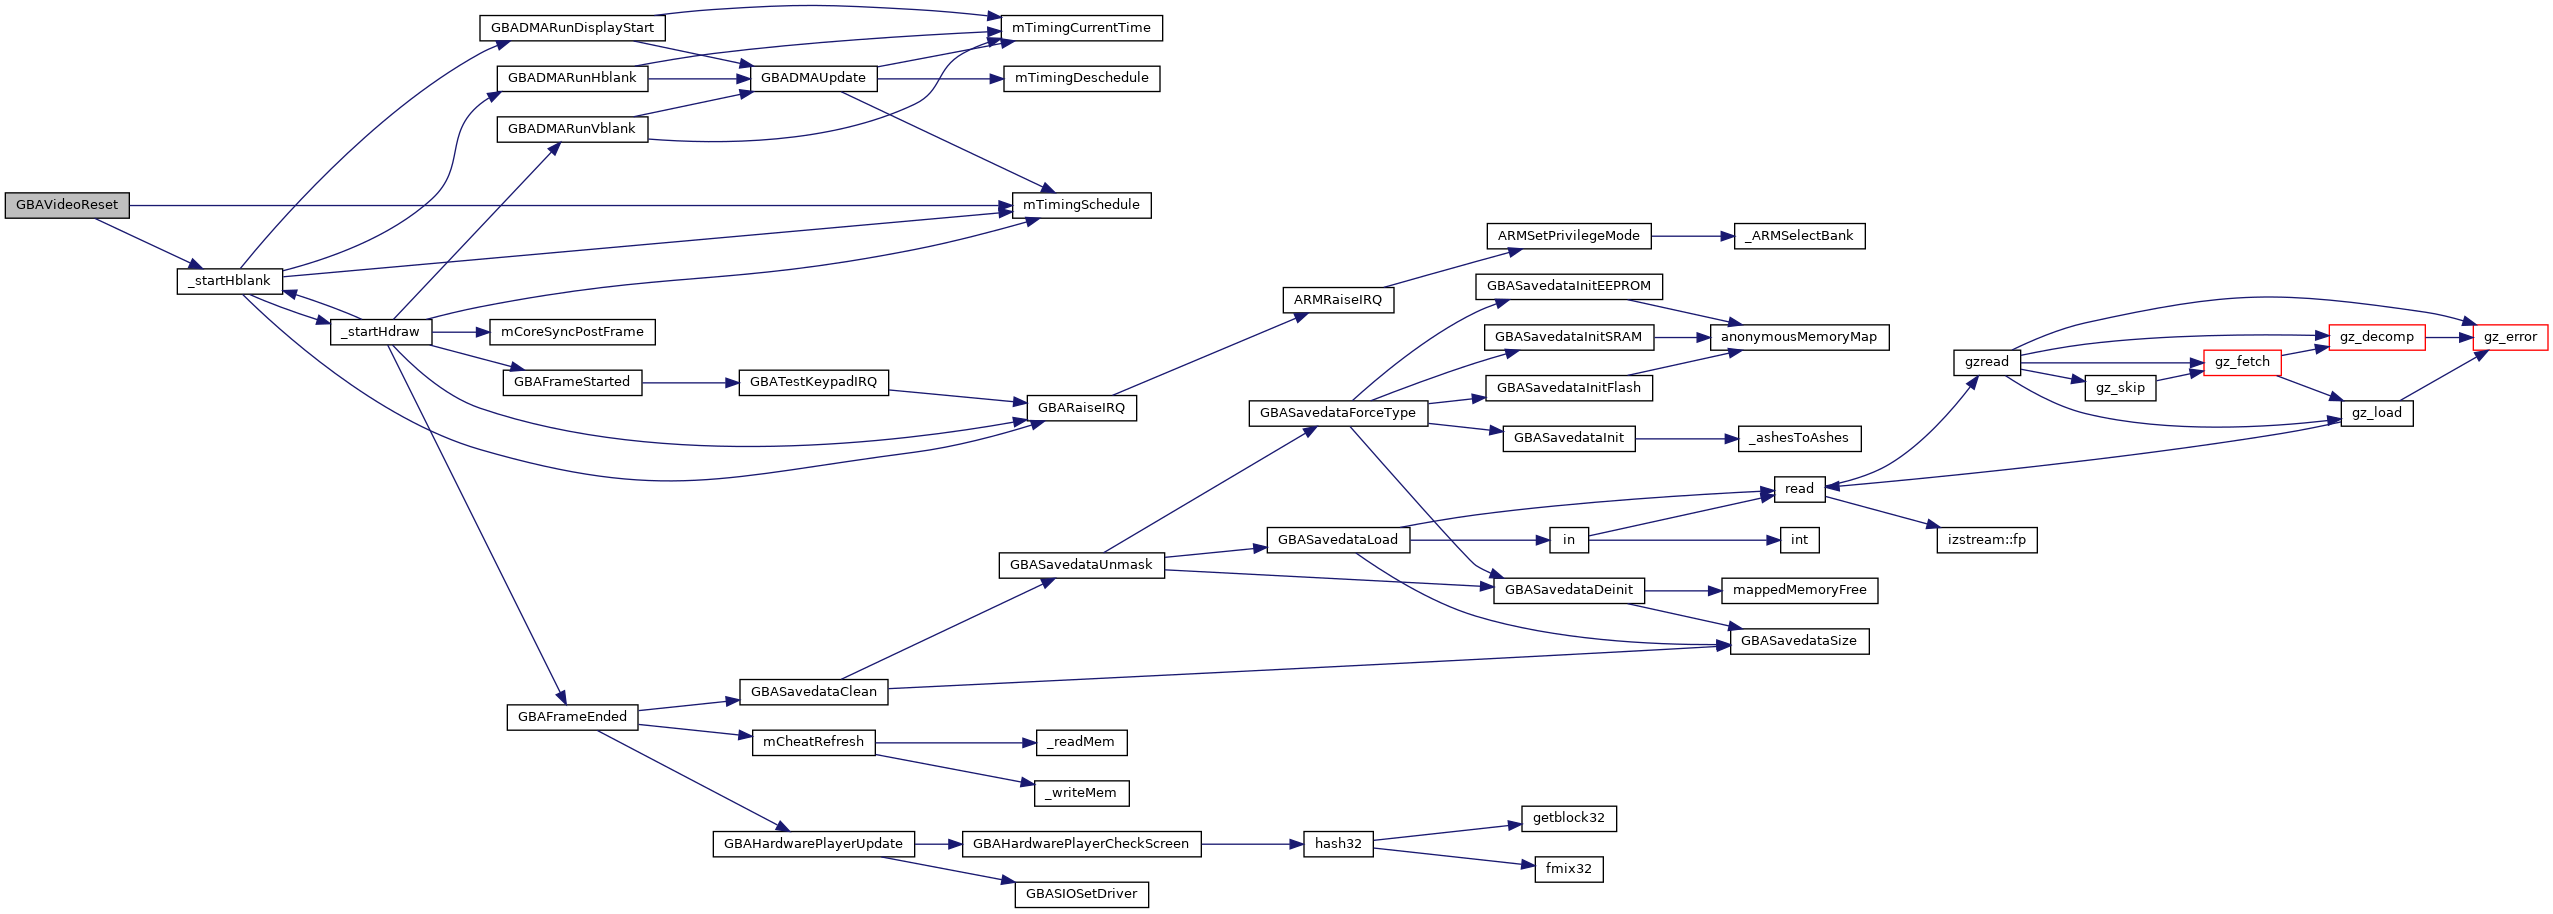 GBADMARunDisplayStart
mTimingCurrentTime
GBADMARunHblank
GBADMAUpdate
mTimingDeschedule
GBADMARunVblank
GBAVideoReset
mTimingSchedule
ARMSetPrivilegeMode
_ARMSelectBank
_startHblank
GBASavedataInitEEPROM
ARMRaiseIRQ
_startHdraw
mCoreSyncPostFrame
GBASavedataInitSRAM
anonymousMemoryMap
gz_decomp
gz_error
gzread
gz_fetch
GBAFrameStarted
GBATestKeypadIRQ
GBASavedataInitFlash
gz_skip
GBARaiseIRQ
GBASavedataForceType
gz_load
GBASavedataInit
_ashesToAshes
read
GBASavedataLoad
in
int
izstream::fp
GBASavedataUnmask
GBASavedataDeinit
mappedMemoryFree
GBASavedataSize
GBASavedataClean
GBAFrameEnded
mCheatRefresh
_readMem
_writeMem
getblock32
GBAHardwarePlayerUpdate
GBAHardwarePlayerCheckScreen
hash32
fmix32
GBASIOSetDriver